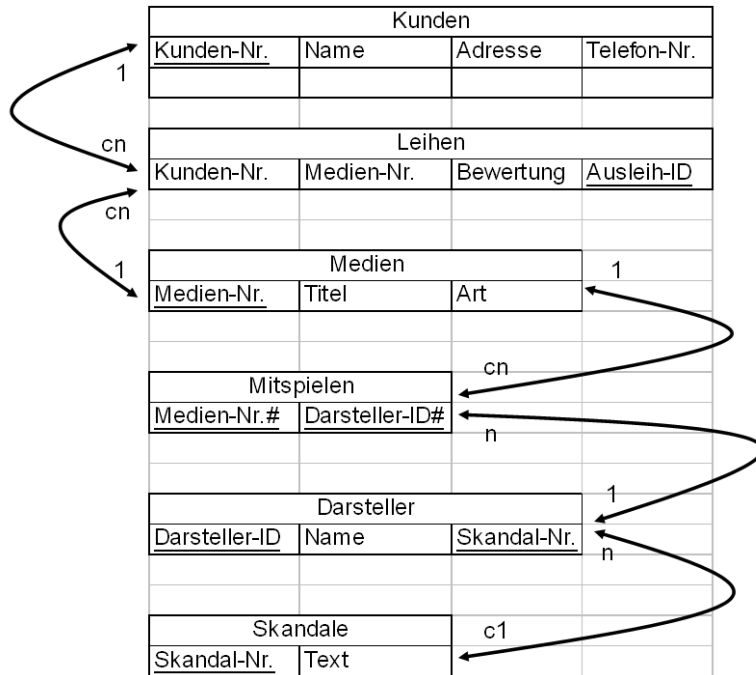 Kunden
Kunden-Nr. Name Adresse Telefon-Nr.
1
cn
Leihen
Kunden-Nr. Medien-Nr. Bewertung Ausleih-ID
cn
1
Medien
1
Medien-Nr. Titel Art
cn
Mitspielen
Medien-Nr.# Darsteller-ID#
n
1
Darsteller
Darsteller-ID Name Skandal-Nr.
n
Skandale
c1
Skandal-Nr. Text